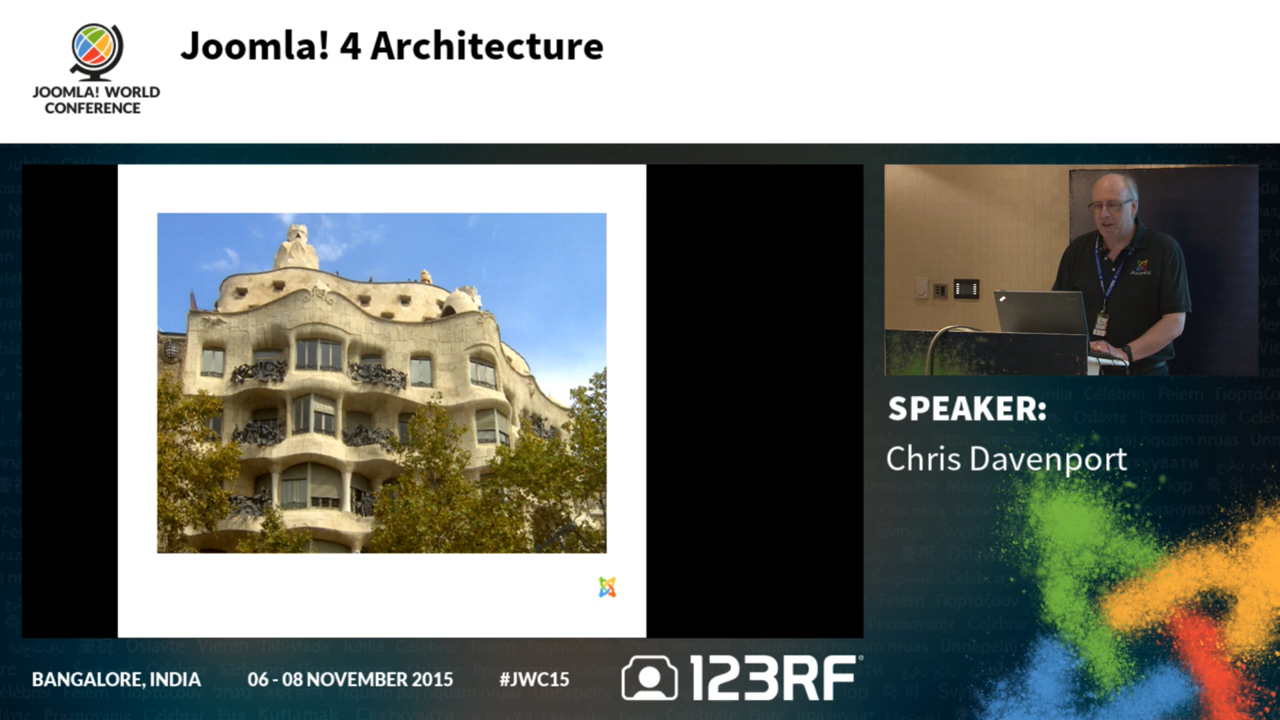 JOOMLA! WORLD
CONFERENCE
Joomla! 4 Architecture
SPEAKER:
Chris Davenport
BANGALORE, INDIA
06 - 08 NOVEMBER 2015
#JWC15
123RF